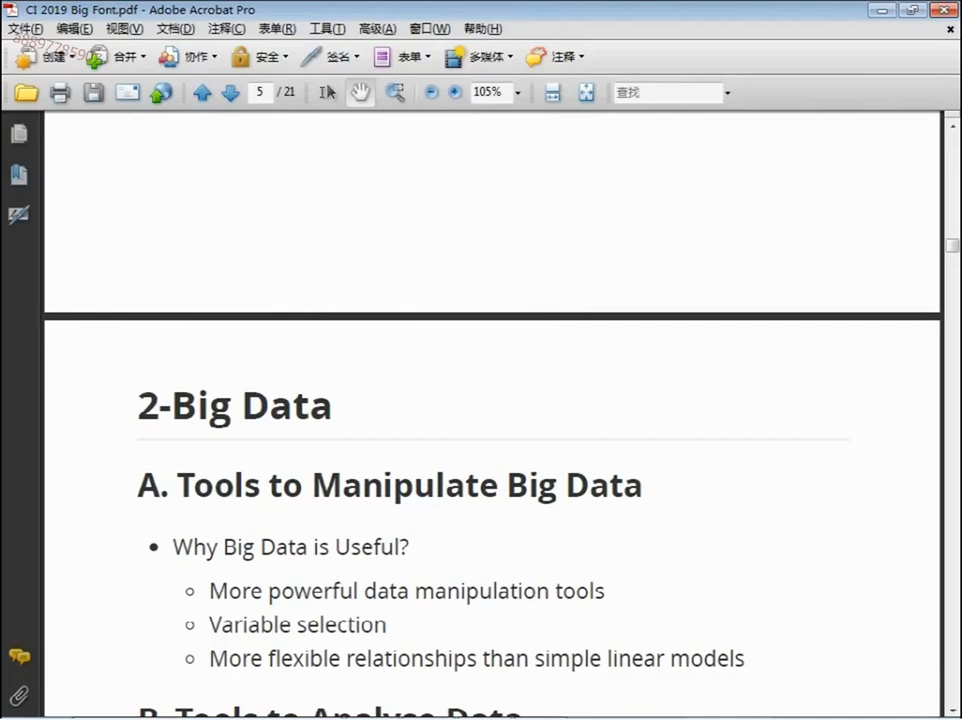 CI 2019 Big Font.pdf - Adobe Acrobat Pro
文件(F) 编辑(E) 视图(V) 文档(D) 注释(C) 表单(R) 工具(T) 高级(A) 窗口(W) 帮助(H)
创建 合并 协作 安全 签名 表单 多媒体 注释
5 / 21 105% 查找
2-Big Data
A. Tools to Manipulate Big Data
Why Big Data is Useful?
More powerful data manipulation tools
Variable selection
More flexible relationships than simple linear models
B. Tools to Analyse Data